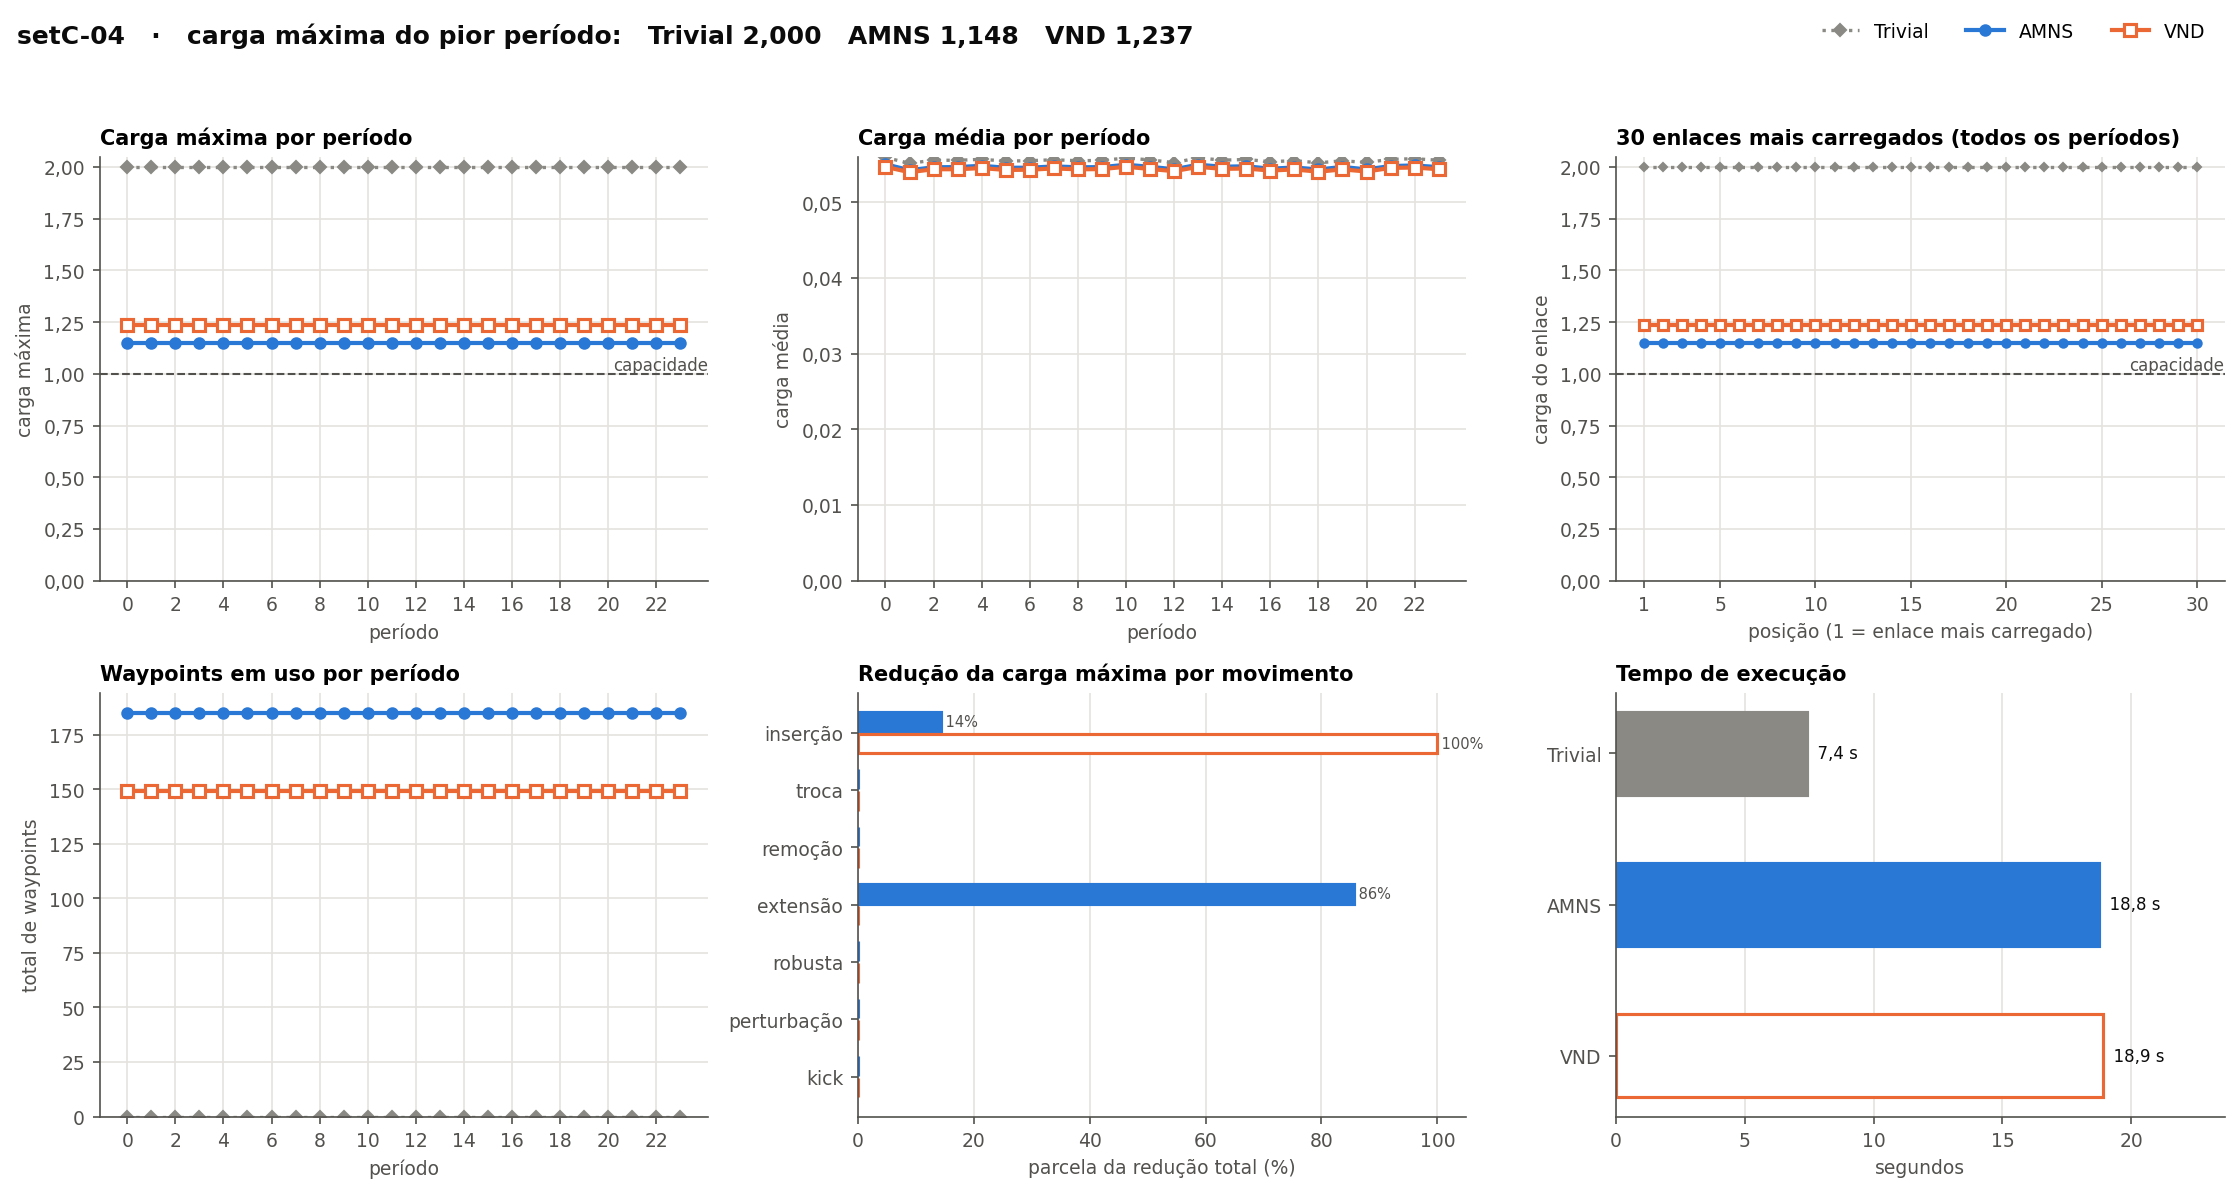 setC-04 · carga máxima do pior período: Trivial 2,000 AMNS 1,148 VND 1,237
Trivial AMNS VND
Carga máxima por período
carga máxima
2,00
1,75
1,50
1,25
1,00
0,75
0,50
0,25
0,00
capacidade
0 2 4 6 8 10 12 14 16 18 20 22
período
Carga média por período
carga média
0,05
0,04
0,03
0,02
0,01
0,00
0 2 4 6 8 10 12 14 16 18 20 22
período
30 enlaces mais carregados (todos os períodos)
carga do enlace
2,00
1,75
1,50
1,25
1,00
0,75
0,50
0,25
0,00
capacidade
1 5 10 15 20 25 30
posição (1 = enlace mais carregado)
Waypoints em uso por período
total de waypoints
175
150
125
100
75
50
25
0
0 2 4 6 8 10 12 14 16 18 20 22
período
Redução da carga máxima por movimento
inserção 14%
100%
troca
remoção
extensão 86%
robusta
perturbação
kick
0 20 40 60 80 100
parcela da redução total (%)
Tempo de execução
Trivial 7,4 s
AMNS 18,8 s
VND 18,9 s
0 5 10 15 20
segundos